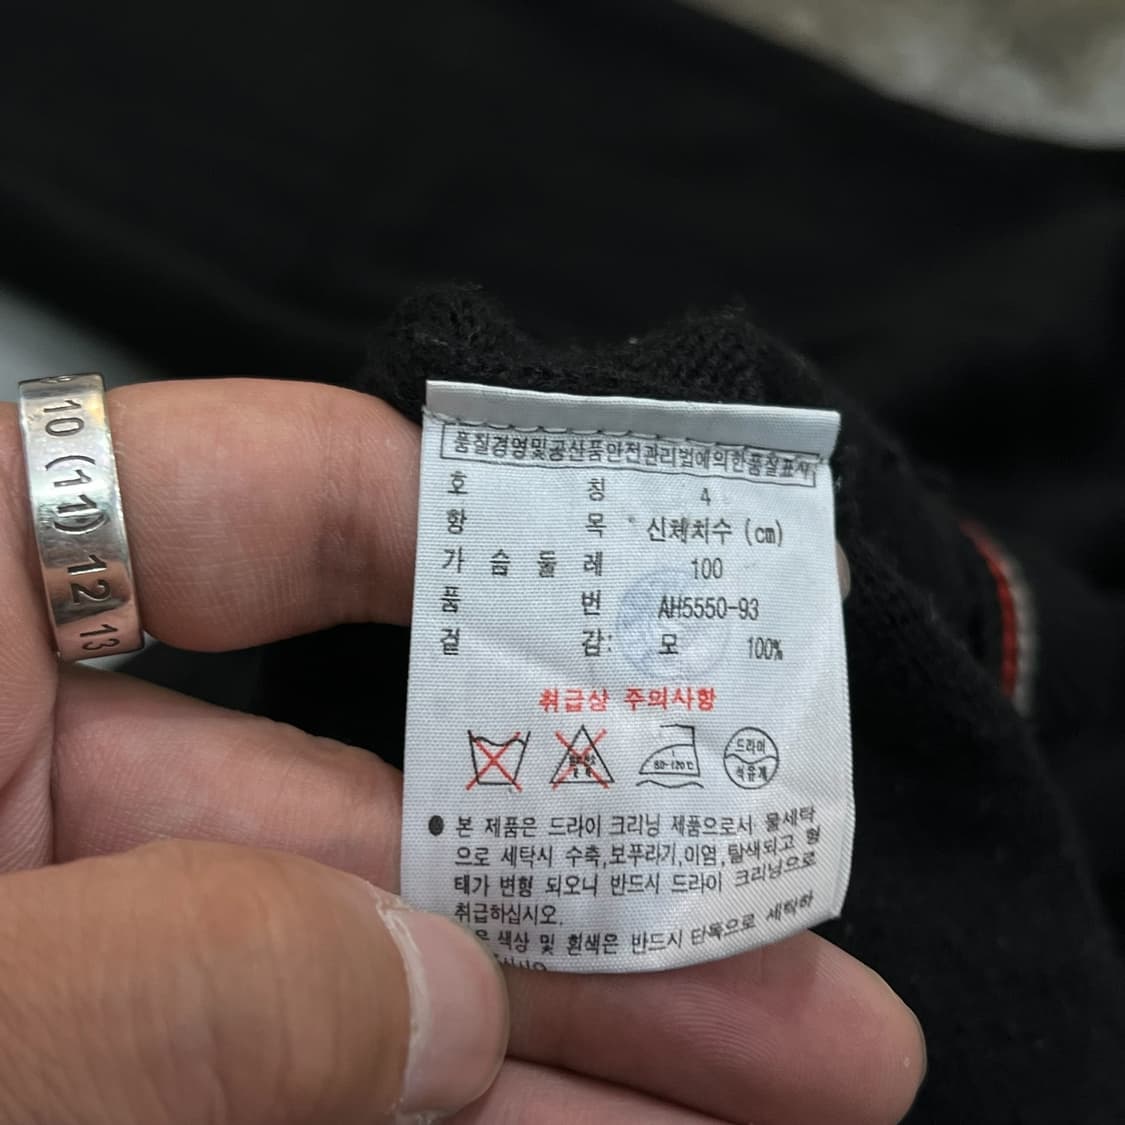 10 (11) 12 13
품질경영및공산품안전관리법에의한품질표시
호 칭 4
항 목 신체치수 (cm)
가 슴 둘 레 100
품 번 AH5550-93
겉 감: 모 100%
취급상 주의사항
80-120℃
드라이
석유계
● 본 제품은 드라이 크리닝 제품으로서 물세탁
으로 세탁시 수축,보푸라기,이염,탈색되고 형
태가 변형 되오니 반드시 드라이 크리닝으로
취급하십시오.
색상 및 흰색은 반드시 단독으로 세탁하